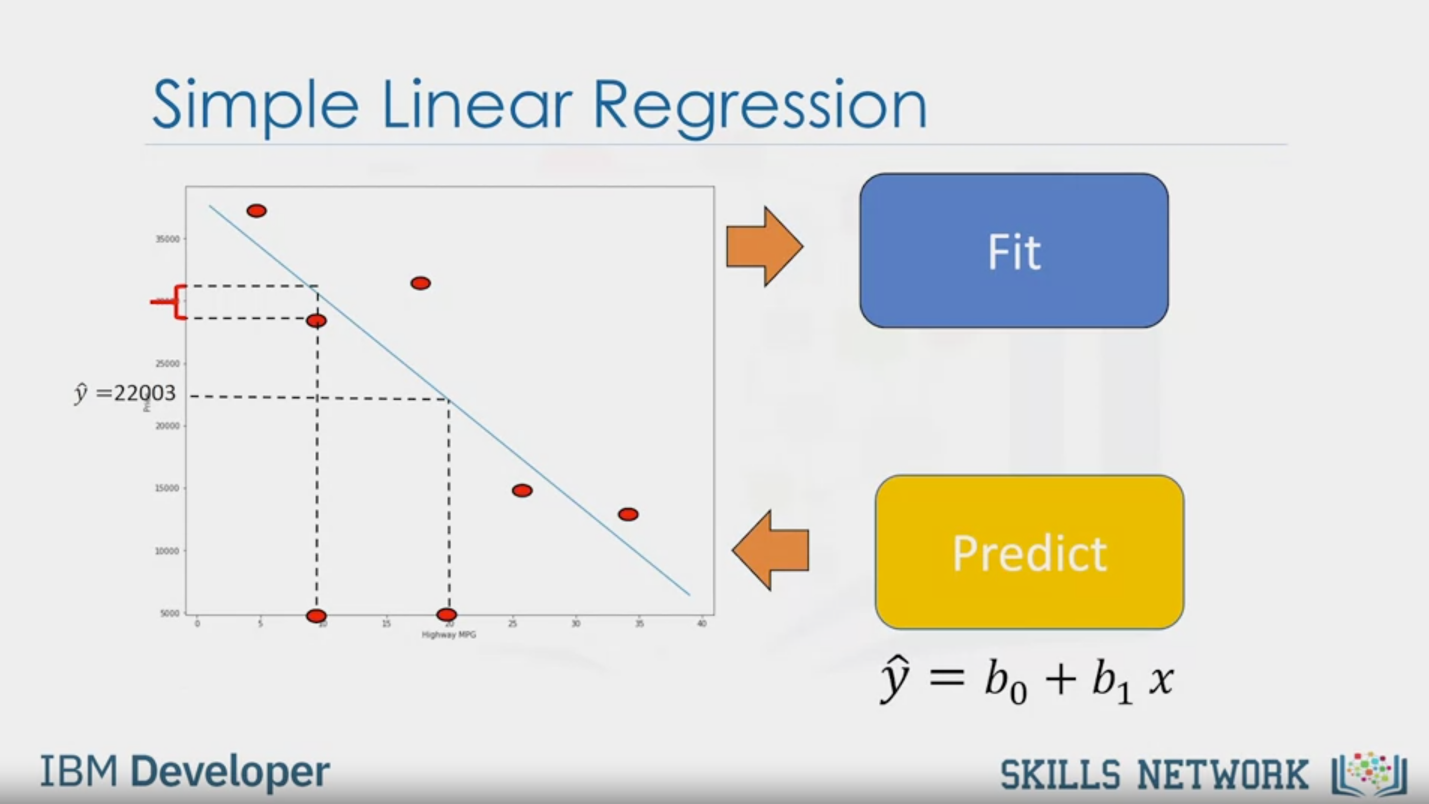 Simple Linear Regression
35000
25000
ŷ =22003
20000
15000
10000
5000
0 5 10 15 20 25 30 35 40
Highway MPG
Fit
Predict
ŷ = b₀ + b₁ x
IBM Developer
SKILLS NETWORK